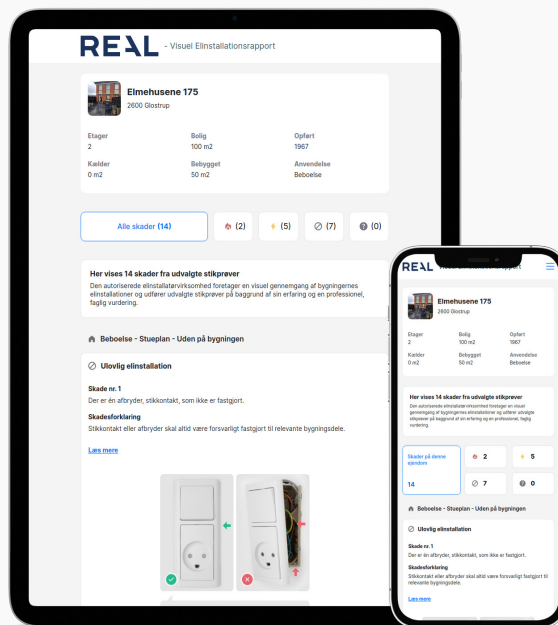 REAL - Visuel Elinstallationsrapport
Elmehusene 175
2600 Glostrup
Etager Bolig Opført
2 100 m2 1967
Kælder Bebygget Anvendelse
0 m2 50 m2 Beboelse
Alle skader (14) (2) (5) (7) (0)
Her vises 14 skader fra udvalgte stikprøver
Den autoriserede elinstallatørvirksomhed foretager en visuel gennemgang af bygningernes
elinstallationer og udfører udvalgte stikprøver på baggrund af sin erfaring og en professionel,
faglig vurdering.
Beboelse - Stueplan - Uden på bygningen
Ulovlig elinstallation
Skade nr. 1
Der er én afbryder, stikkontakt, som ikke er fastgjort.
Skadesforklaring
Stikkontakt eller afbryder skal altid være forsvarligt fastgjort til relevante bygningsdele.
Læs mere
REAL
Elmehusene 175
2600 Glostrup
Etager Bolig Opført
2 100 m2 1967
Kælder Bebygget Anvendelse
0 m2 50 m2 Beboelse
Her vises 14 skader fra udvalgte stikprøver
Den autoriserede elinstallatørvirksomhed foretager en visuel
gennemgang af bygningernes elinstallationer og udfører udvalgte
stikprøver på baggrund af sin erfaring og en professionel, faglig
vurdering.
Skader på denne
ejendom
14
2
5
7
0
Beboelse - Stueplan - Uden på bygningen
Ulovlig elinstallation
Skade nr. 1
Der er én afbryder, stikkontakt, som ikke er fastgjort.
Skadesforklaring
Stikkontakt eller afbryder skal altid være forsvarligt fastgjort til
relevante bygningsdele.
Læs mere